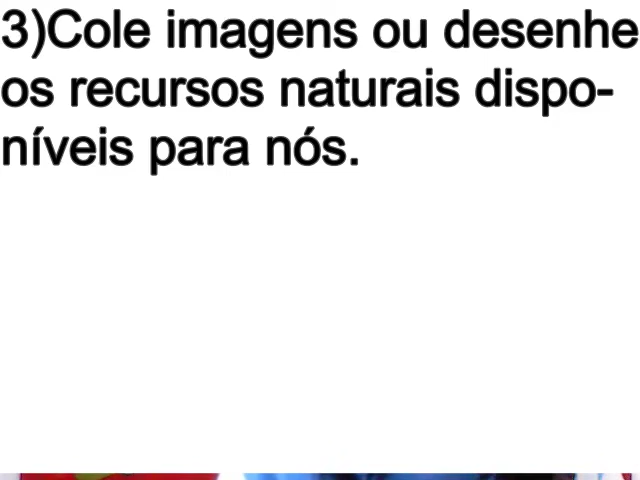 3)Cole imagens ou desenhe
os recursos naturais dispo-
níveis para nós.